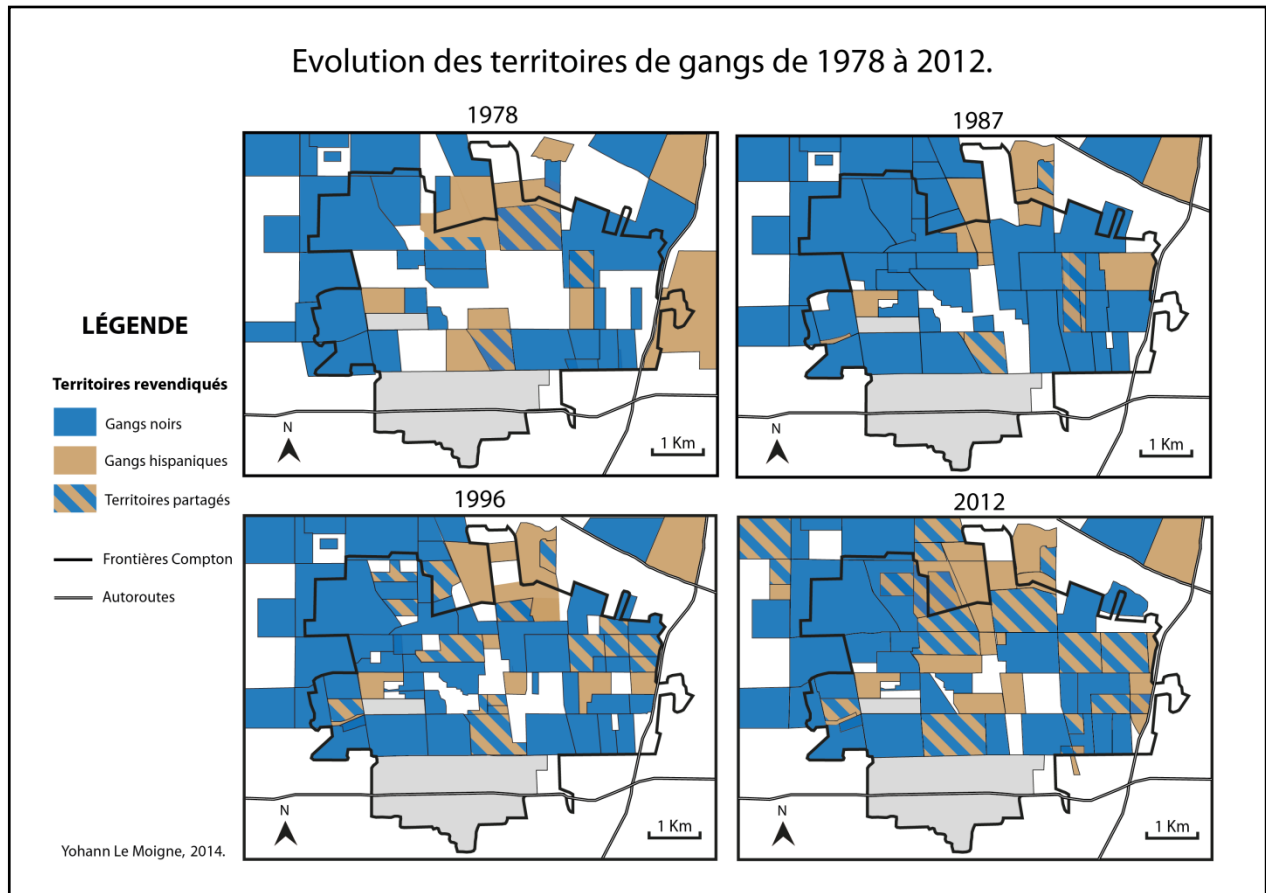 Evolution des territoires de gangs de 1978 à 2012.
1978
1987
N
1 Km
N
1 Km
LÉGENDE
Territoires revendiqués
Gangs noirs
Gangs hispaniques
Territoires partagés
Frontières Compton
Autoroutes
1996
2012
N
1 Km
N
1 Km
Yohann Le Moigne, 2014.